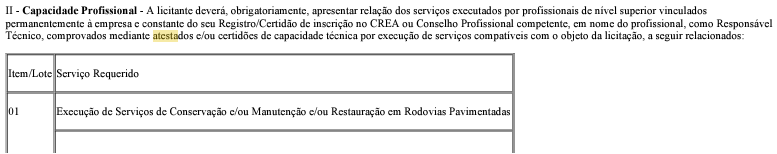 II - Capacidade Profissional - A licitante deverá, obrigatoriamente, apresentar relação dos serviços executados por profissionais de nível superior vinculados
permanentemente à empresa e constante do seu Registro/Certidão de inscrição no CREA ou Conselho Profissional competente, em nome do profissional, como Responsável
Técnico, comprovados mediante atestados e/ou certidões de capacidade técnica por execução de serviços compatíveis com o objeto da licitação, a seguir relacionados:
Item/Lote Serviço Requerido
01 Execução de Serviços de Conservação e/ou Manutenção e/ou Restauração em Rodovias Pavimentadas